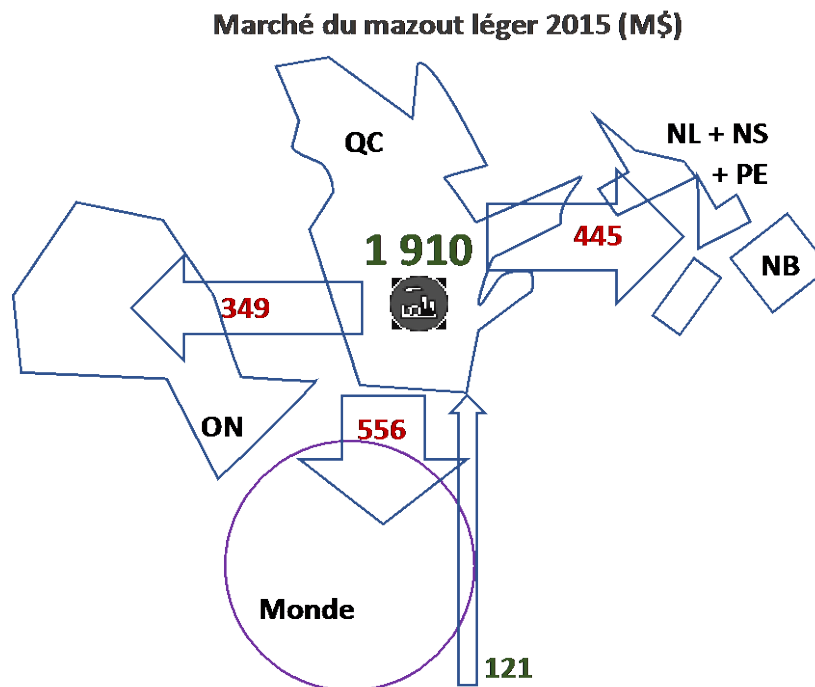 Marché du mazout léger 2015 (M$)
QC
NL + NS
+ PE
1 910
445
NB
349
ON
556
Monde
121